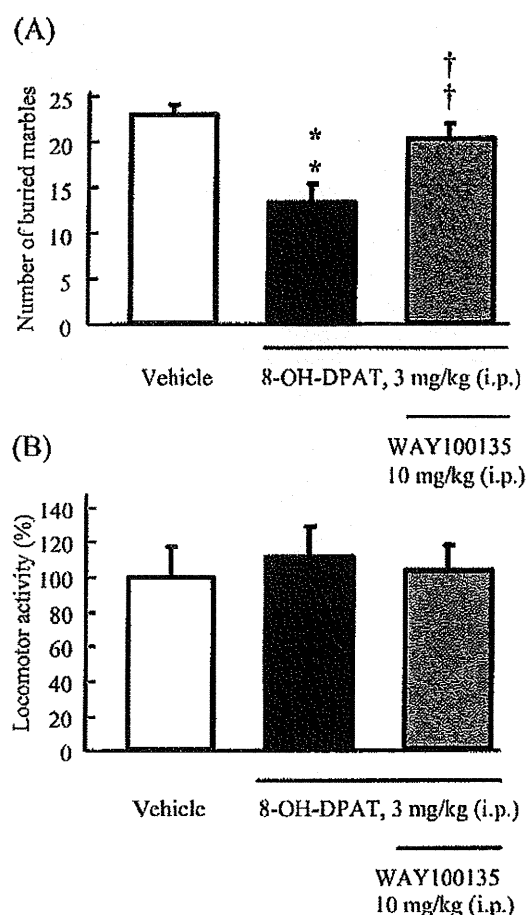 (A)
Number of buried marbles
25
20
15
10
5
0
*
*
†
†
Vehicle
8-OH-DPAT, 3 mg/kg (i.p.)
WAY100135
10 mg/kg (i.p.)
(B)
Locomotor activity (%)
140
120
100
80
60
40
20
0
Vehicle
8-OH-DPAT, 3 mg/kg (i.p.)
WAY100135
10 mg/kg (i.p.)